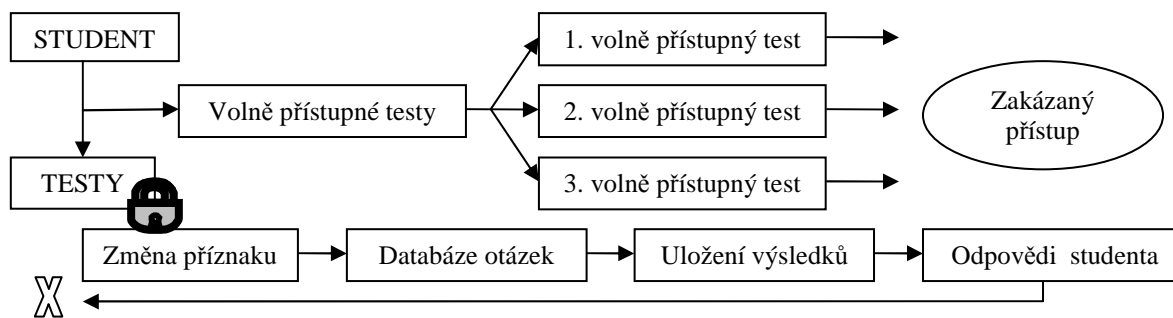 STUDENT
1. volně přístupný test
Volně přístupné testy
2. volně přístupný test
Zakázaný
přístup
TESTY
3. volně přístupný test
Změna příznaku
Databáze otázek
Uložení výsledků
Odpovědi studenta
X